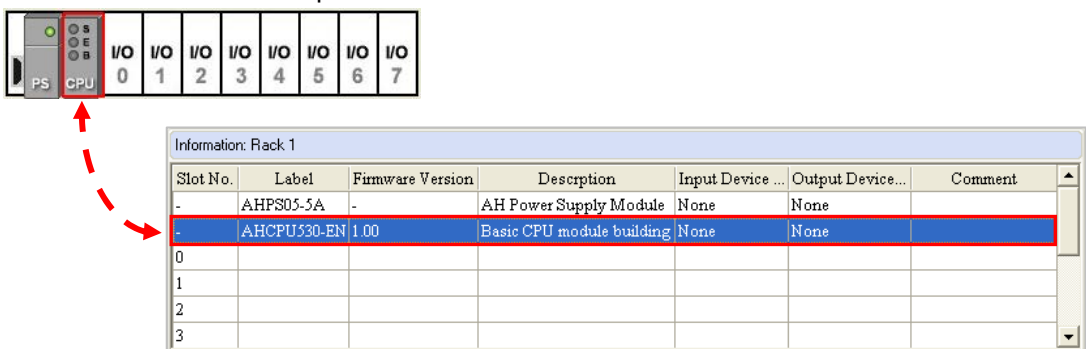 S
E
B
PS CPU I/O 0 I/O 1 I/O 2 I/O 3 I/O 4 I/O 5 I/O 6 I/O 7
Information: Rack 1
Slot No. Label Firmware Version Descrption Input Device ... Output Device... Comment
- AHPS05-5A - AH Power Supply Module None None
- AHCPU530-EN 1.00 Basic CPU module building None None
0
1
2
3